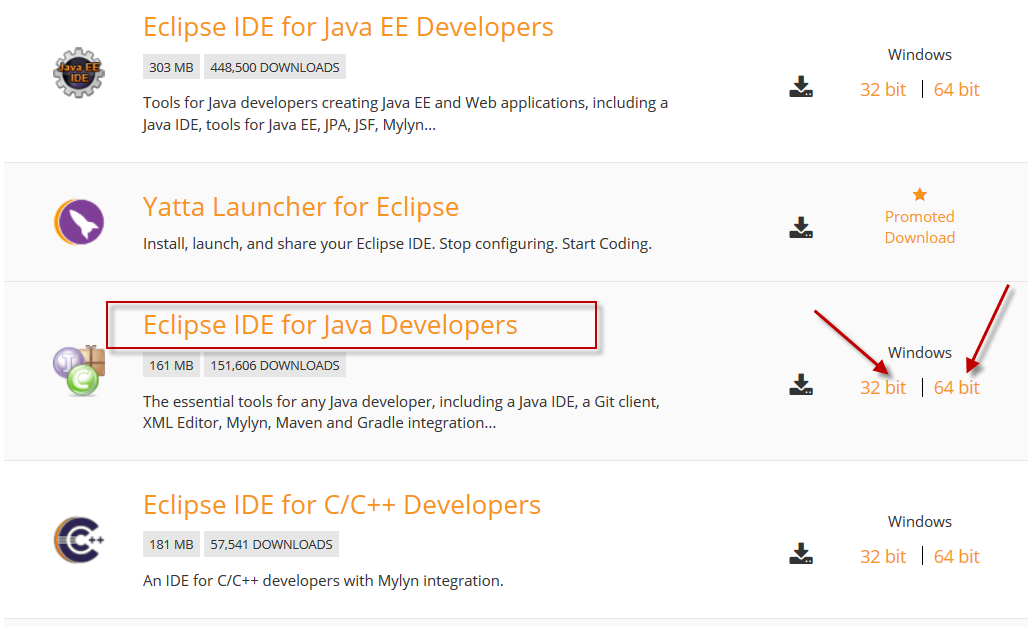 Eclipse IDE for Java EE Developers
303 MB 448,500 DOWNLOADS
Tools for Java developers creating Java EE and Web applications, including a
Java IDE, tools for Java EE, JPA, JSF, Mylyn...
Java EE
IDE
Windows
32 bit | 64 bit
Yatta Launcher for Eclipse
Install, launch, and share your Eclipse IDE. Stop configuring. Start Coding.
Promoted
Download
Eclipse IDE for Java Developers
161 MB 151,606 DOWNLOADS
The essential tools for any Java developer, including a Java IDE, a Git client,
XML Editor, Mylyn, Maven and Gradle integration...
J
C
Windows
32 bit | 64 bit
Eclipse IDE for C/C++ Developers
181 MB 57,541 DOWNLOADS
An IDE for C/C++ developers with Mylyn integration.
C++
Windows
32 bit | 64 bit